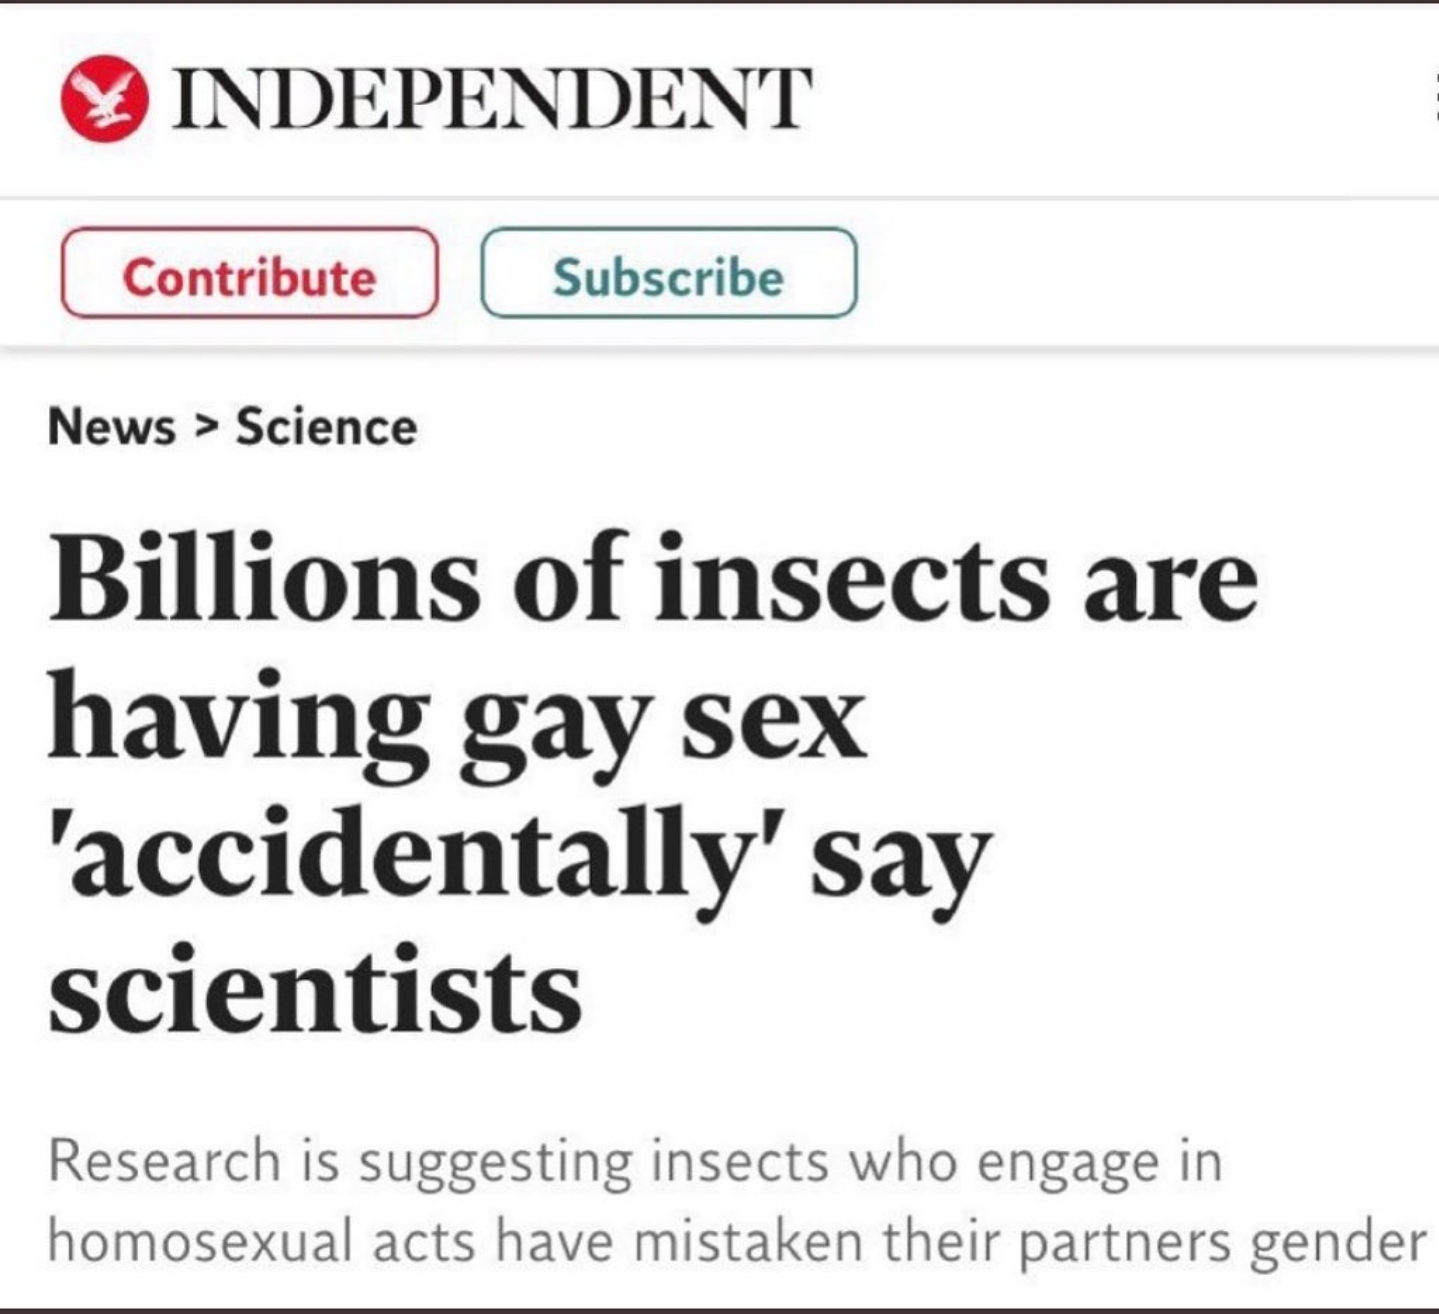 INDEPENDENT
Contribute
Subscribe
News > Science
Billions of insects are
having gay sex
'accidentally' say
scientists
Research is suggesting insects who engage in
homosexual acts have mistaken their partners gender